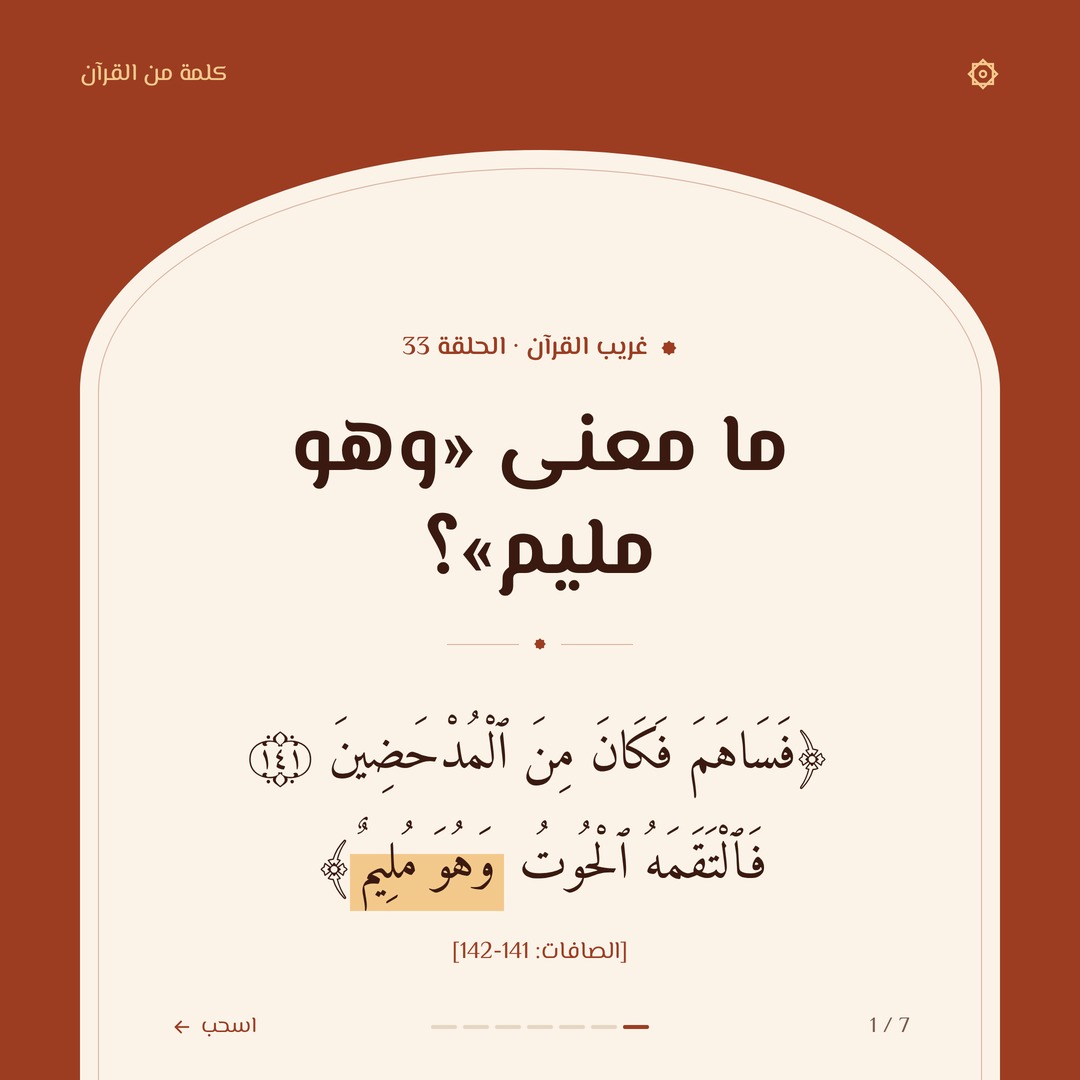 كلمة من القرآن
غريب القرآن · الحلقة 33
ما معنى «وهو
مليم»؟
﴿فَسَاهَمَ فَكَانَ مِنَ ٱلْمُدْحَضِينَ ١٤١
فَٱلْتَقَمَهُ ٱلْحُوتُ وَهُوَ مُلِيمٌ﴾
[الصافات: 141-142]
1 / 7
اسحب ←